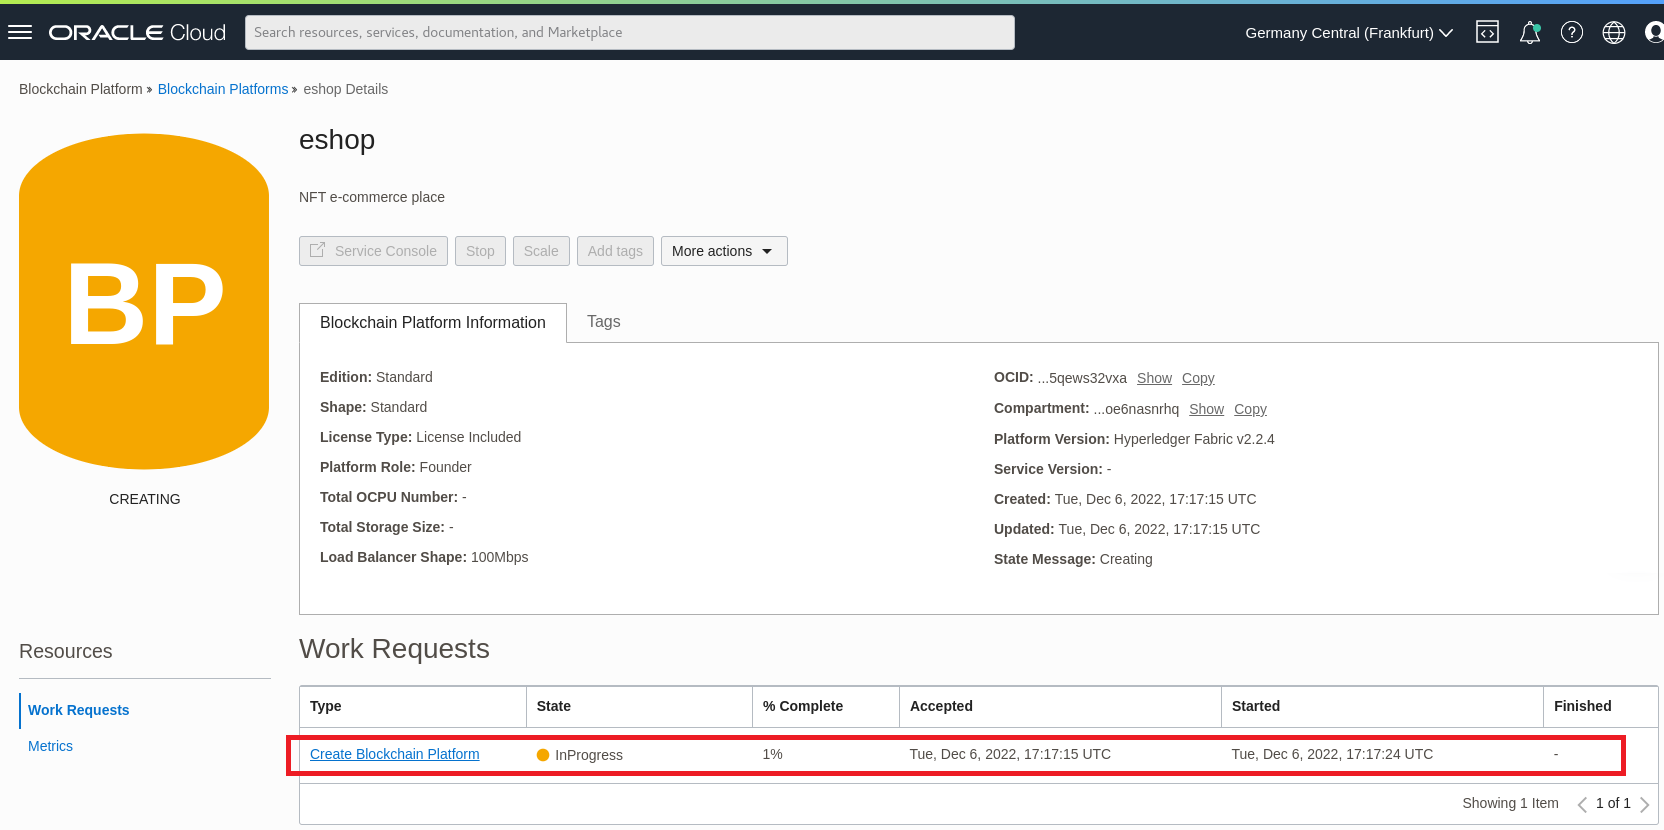 ORACLE Cloud
Search resources, services, documentation, and Marketplace
Germany Central (Frankfurt)
Blockchain Platform » Blockchain Platforms » eshop Details
BP
CREATING
eshop
NFT e-commerce place
Service Console
Stop
Scale
Add tags
More actions
Blockchain Platform Information
Tags
Edition: Standard
Shape: Standard
License Type: License Included
Platform Role: Founder
Total OCPU Number: -
Total Storage Size: -
Load Balancer Shape: 100Mbps
OCID: ...5qews32vxa Show Copy
Compartment: ...oe6nasnrhq Show Copy
Platform Version: Hyperledger Fabric v2.2.4
Service Version: -
Created: Tue, Dec 6, 2022, 17:17:15 UTC
Updated: Tue, Dec 6, 2022, 17:17:15 UTC
State Message: Creating
Resources
Work Requests
Metrics
Work Requests
Type State % Complete Accepted Started Finished
Create Blockchain Platform InProgress 1% Tue, Dec 6, 2022, 17:17:15 UTC Tue, Dec 6, 2022, 17:17:24 UTC -
Showing 1 Item < 1 of 1 >